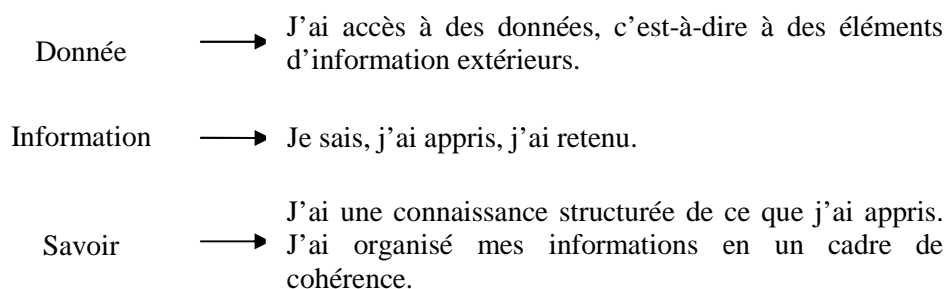 Donnée
J’ai accès à des données, c’est-à-dire à des éléments
d’information extérieurs.
Information
Je sais, j’ai appris, j’ai retenu.
Savoir
J’ai une connaissance structurée de ce que j’ai appris.
J’ai organisé mes informations en un cadre de
cohérence.